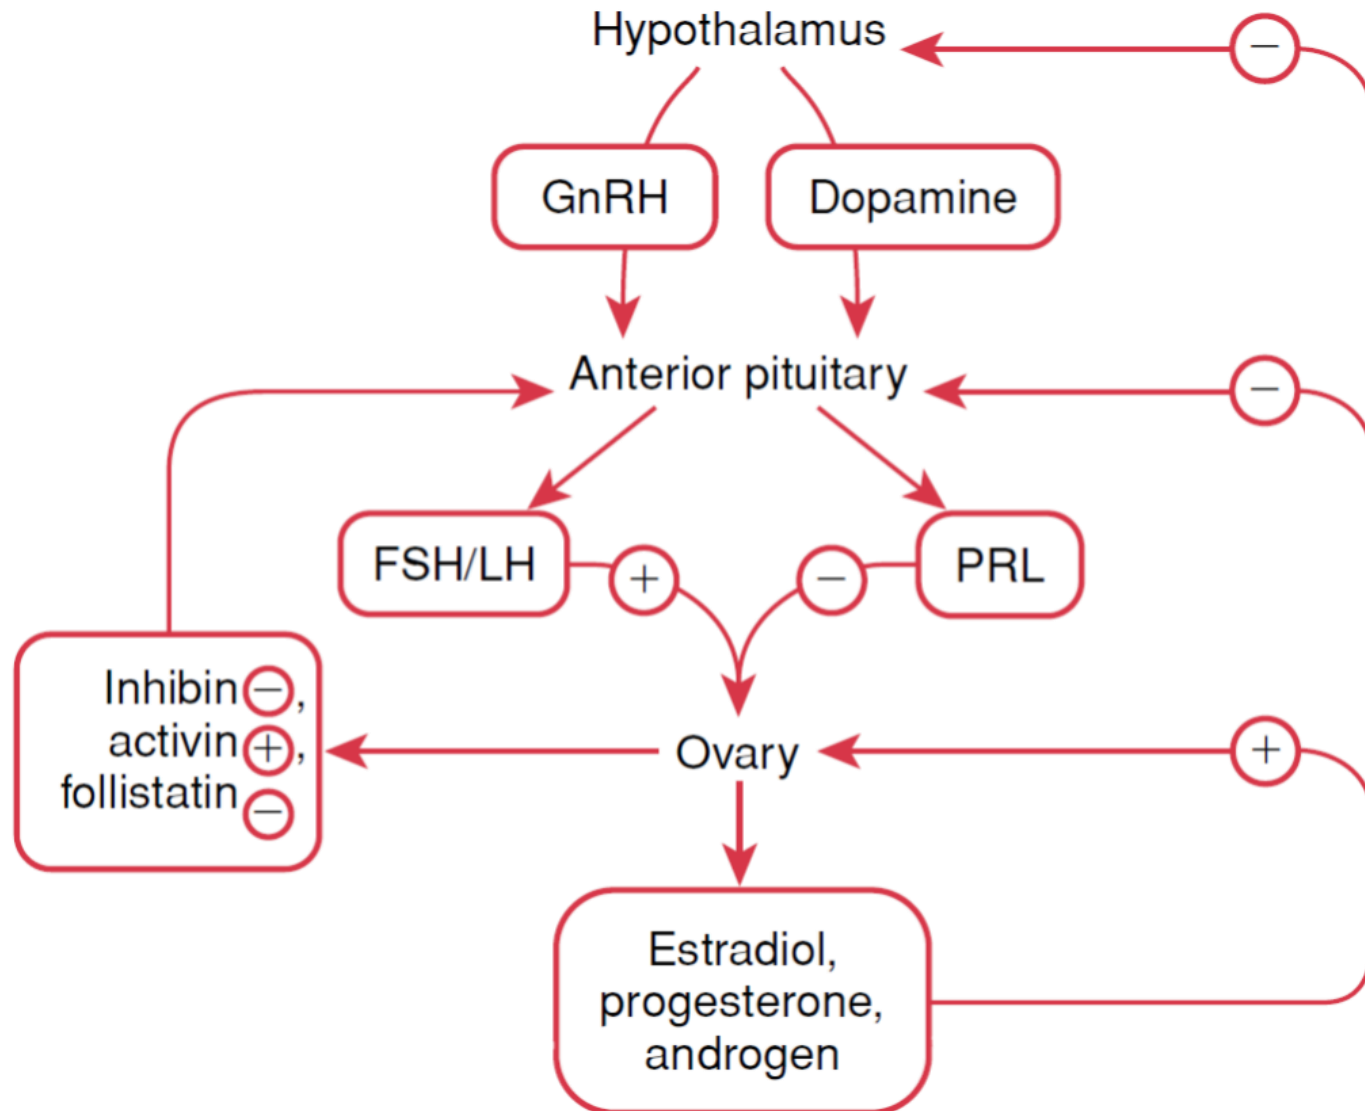 Hypothalamus
−
GnRH
Dopamine
Anterior pituitary
−
FSH/LH
+
−
PRL
Inhibin −,
activin +,
follistatin −
Ovary
+
Estradiol,
progesterone,
androgen